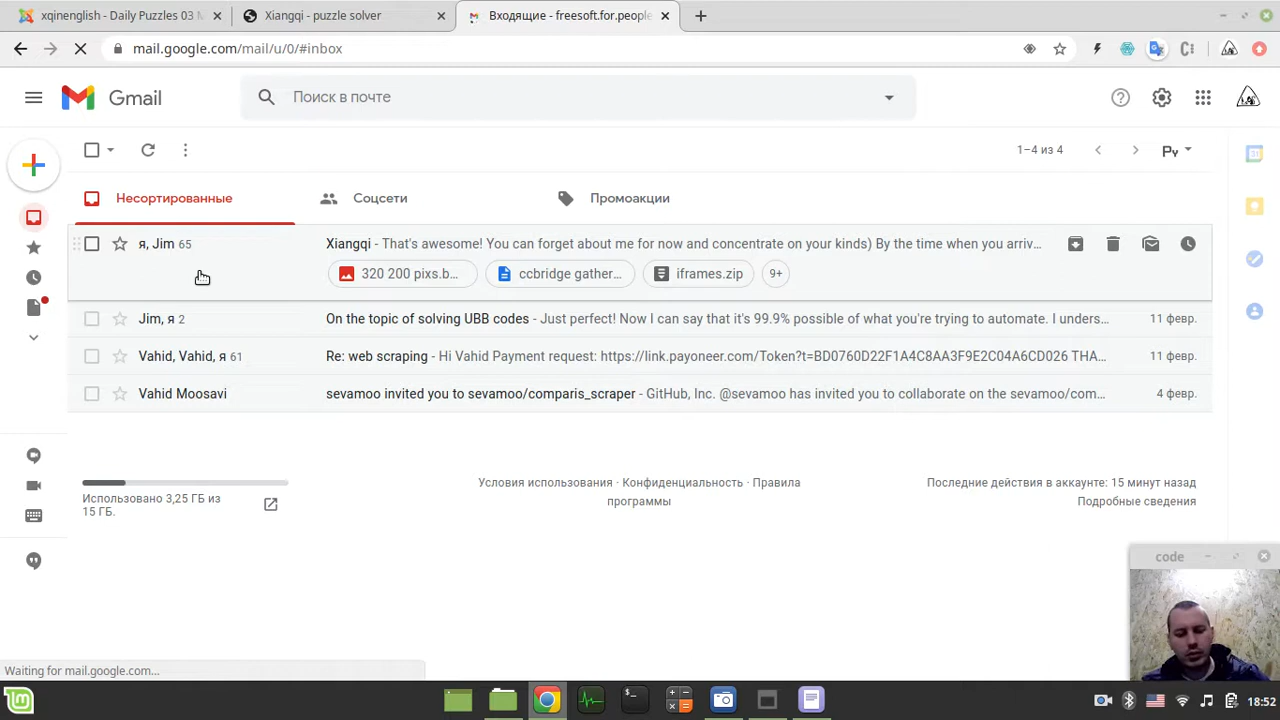 xqinenglish - Daily Puzzles 03 M
Xiangqi - puzzle solver
Входящие - freesoft.for.people
mail.google.com/mail/u/0/#inbox
Gmail
Поиск в почте
1–4 из 4
Ру
Несортированные
Соцсети
Промоакции
я, Jim 65
Xiangqi - That's awesome! You can forget about me for now and concentrate on your kinds) By the time when you arriv...
320 200 pixs.b...
ccbridge gather...
iframes.zip
9+
Jim, я 2
On the topic of solving UBB codes - Just perfect! Now I can say that it's 99.9% possible of what you're trying to automate. I unders...
11 февр.
Vahid, Vahid, я 61
Re: web scraping - Hi Vahid Payment request: https://link.payoneer.com/Token?t=BD0760D22F1A4C8AA3F9E2C04A6CD026 THA...
11 февр.
Vahid Moosavi
sevamoo invited you to sevamoo/comparis_scraper - GitHub, Inc. @sevamoo has invited you to collaborate on the sevamoo/com...
4 февр.
Использовано 3,25 ГБ из
15 ГБ.
Условия использования · Конфиденциальность · Правила
программы
Последние действия в аккаунте: 15 минут назад
Подробные сведения
code
Waiting for mail.google.com...
18:52